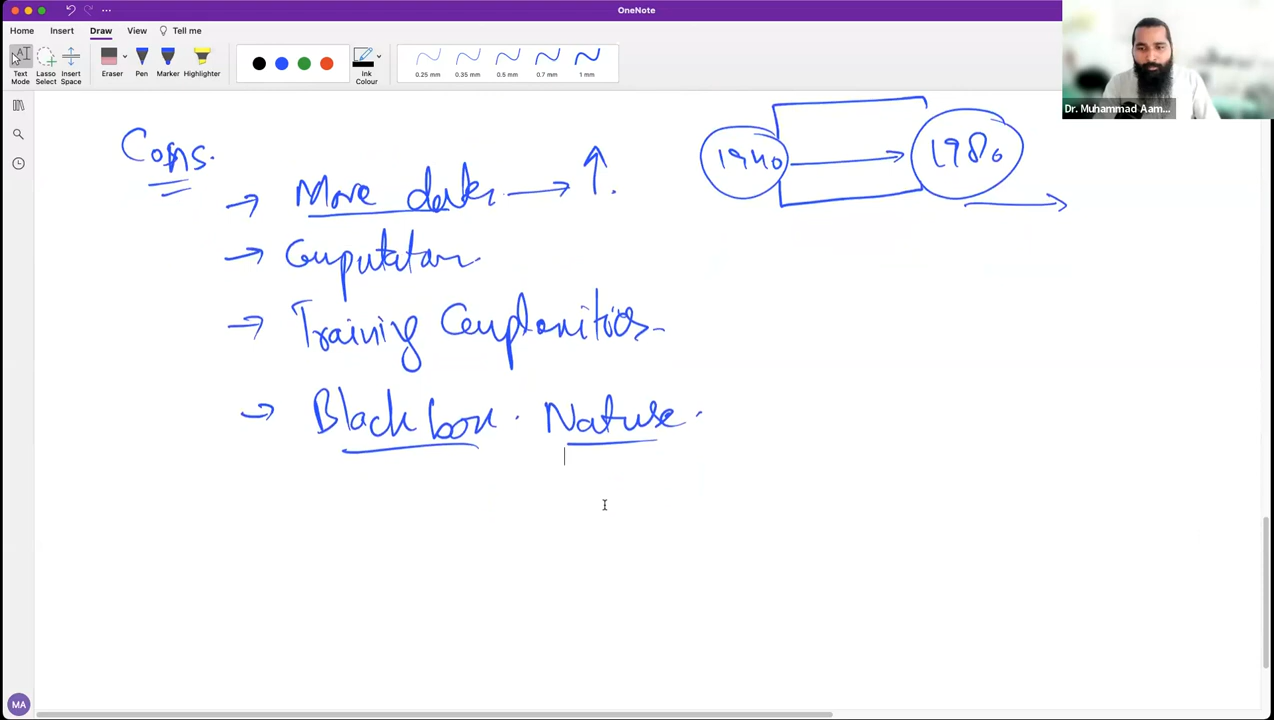 OneNote
Home Insert Draw View Tell me
Text Mode Lasso Select Insert Space Eraser Pen Marker Highlighter Ink Colour 0.25 mm 0.35 mm 0.5 mm 0.7 mm 1 mm
Dr. Muhammad Aam...
Cons.
1940 → 1980 →
→ More data → ↑.
→ Computation.
→ Training Complexities.
→ Black box. Nature.
MA